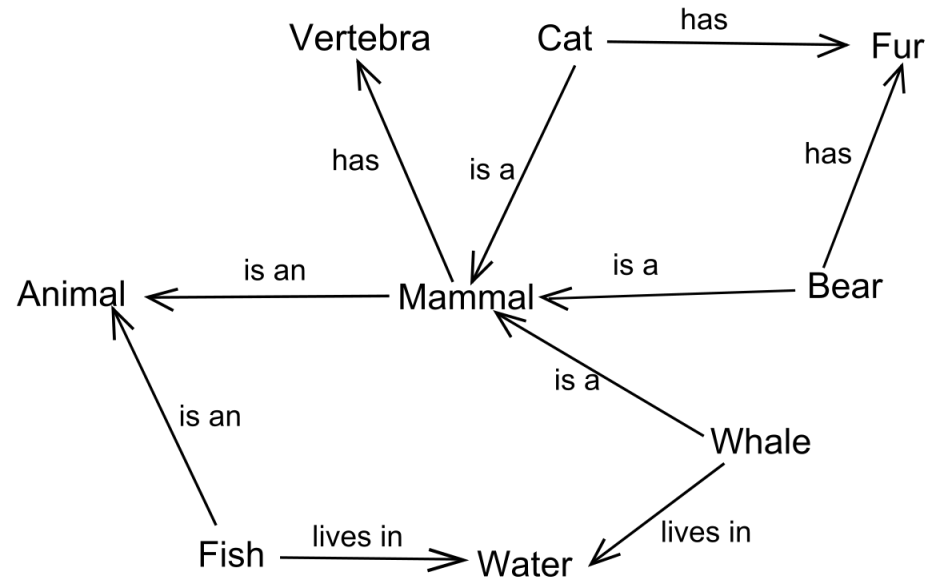 Vertebra
Cat
has
Fur
has
is a
has
Animal
is an
Mammal
is a
Bear
is an
is a
Whale
Fish
lives in
Water
lives in